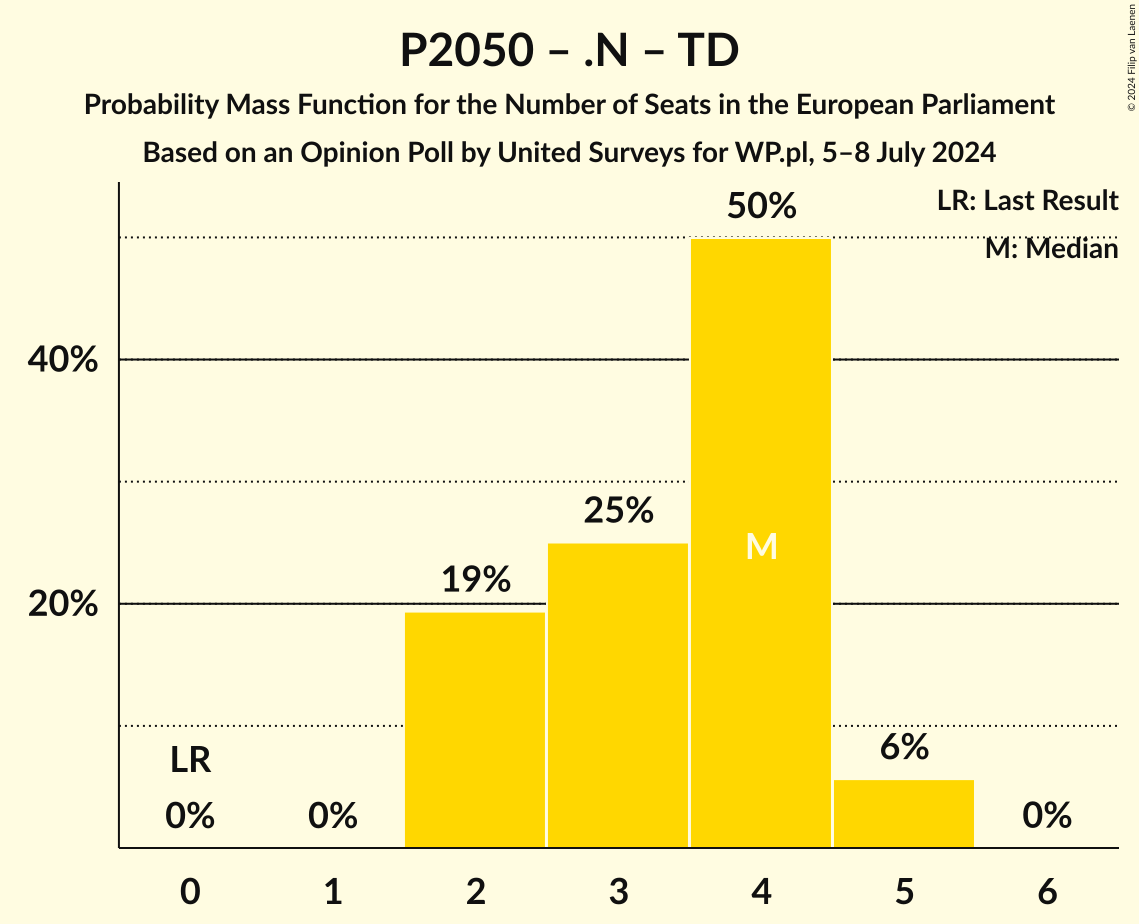 P2050 – .N – TD
Probability Mass Function for the Number of Seats in the European Parliament
Based on an Opinion Poll by United Surveys for WP.pl, 5–8 July 2024
© 2024 Filip van Laenen
LR: Last Result
M: Median
50%
40%
25%
M
19%
20%
LR
6%
0%
0%
0%
0
1
2
3
4
5
6